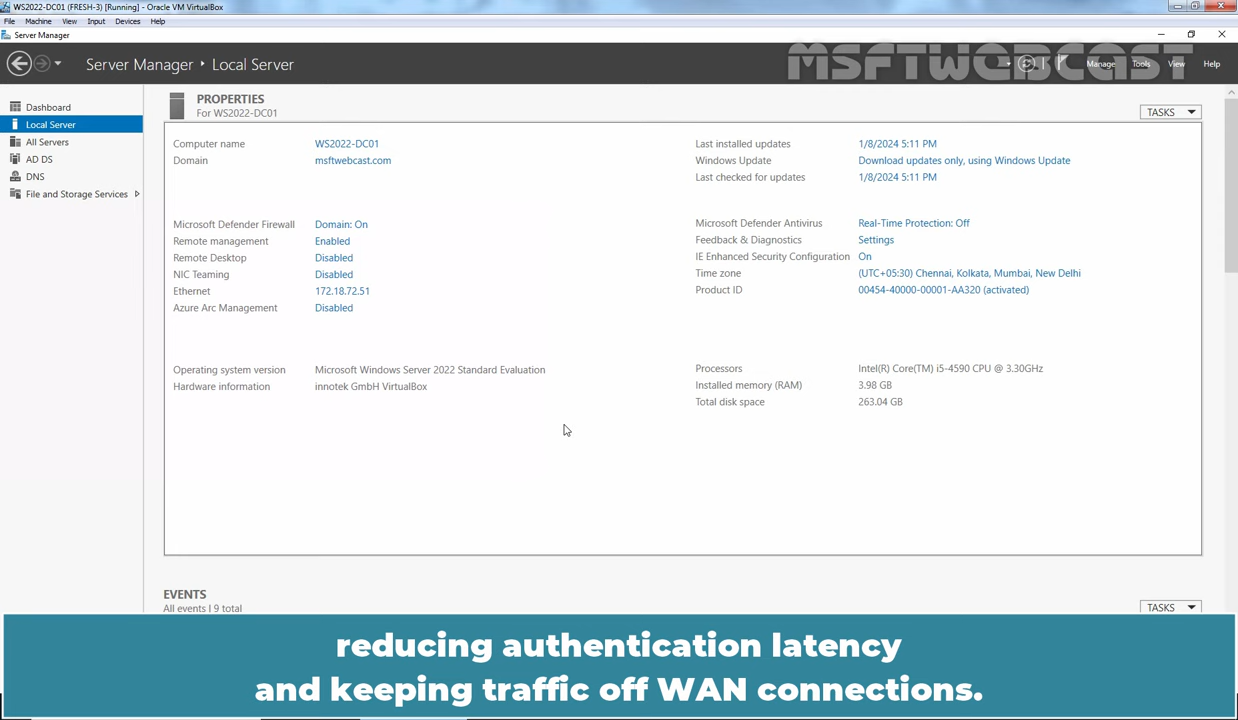 WS2022-DC01 (FRESH-3) [Running] - Oracle VM VirtualBox
File Machine View Input Devices Help
Server Manager
Server Manager ‣ Local Server
MSFTWEBCAST
Manage Tools View Help
Dashboard
Local Server
All Servers
AD DS
DNS
File and Storage Services
PROPERTIES
For WS2022-DC01
TASKS
Computer name WS2022-DC01
Domain msftwebcast.com
Last installed updates 1/8/2024 5:11 PM
Windows Update Download updates only, using Windows Update
Last checked for updates 1/8/2024 5:11 PM
Microsoft Defender Firewall Domain: On
Remote management Enabled
Remote Desktop Disabled
NIC Teaming Disabled
Ethernet 172.18.72.51
Azure Arc Management Disabled
Microsoft Defender Antivirus Real-Time Protection: Off
Feedback & Diagnostics Settings
IE Enhanced Security Configuration On
Time zone (UTC+05:30) Chennai, Kolkata, Mumbai, New Delhi
Product ID 00454-40000-00001-AA320 (activated)
Operating system version Microsoft Windows Server 2022 Standard Evaluation
Hardware information innotek GmbH VirtualBox
Processors Intel(R) Core(TM) i5-4590 CPU @ 3.30GHz
Installed memory (RAM) 3.98 GB
Total disk space 263.04 GB
EVENTS
All events | 9 total
TASKS
reducing authentication latency
and keeping traffic off WAN connections.